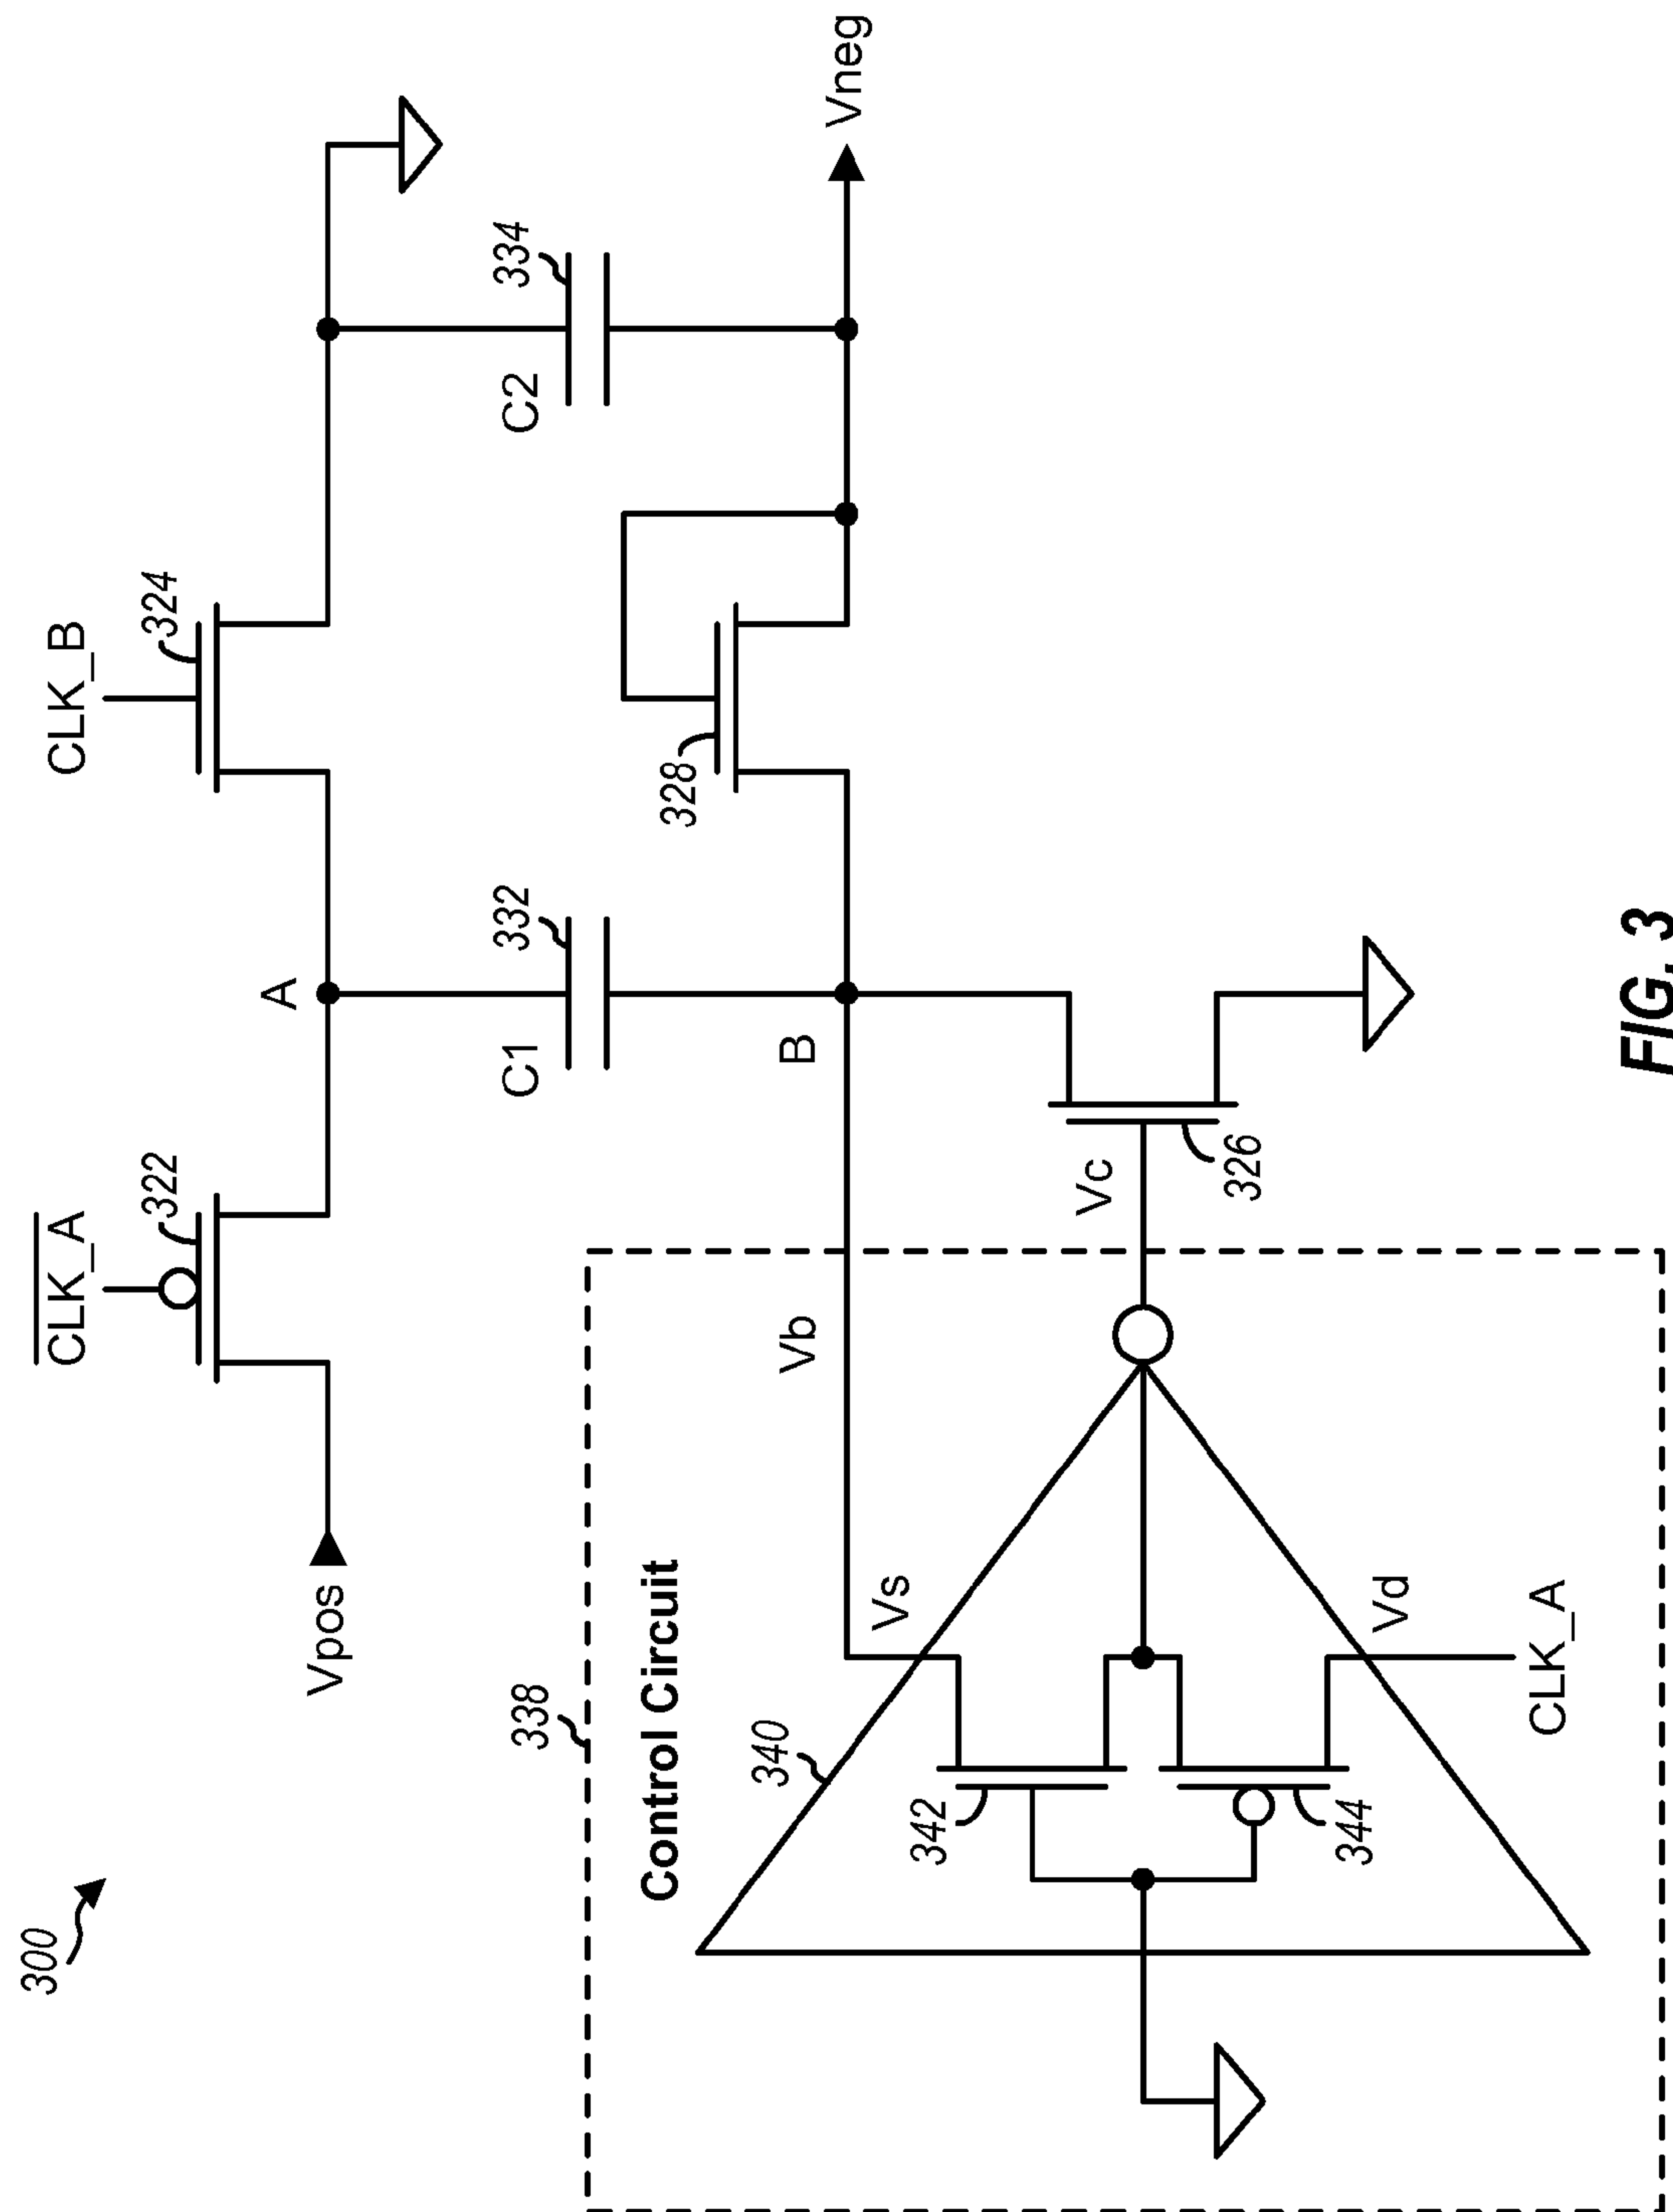 300
CLK_A
322
CLK_B
324
Vpos
A
C1
332
C2
334
338
Control Circuit
Vb
B
328
Vneg
340
Vs
342
Vc
326
344
Vd
CLK_A
FIG. 3